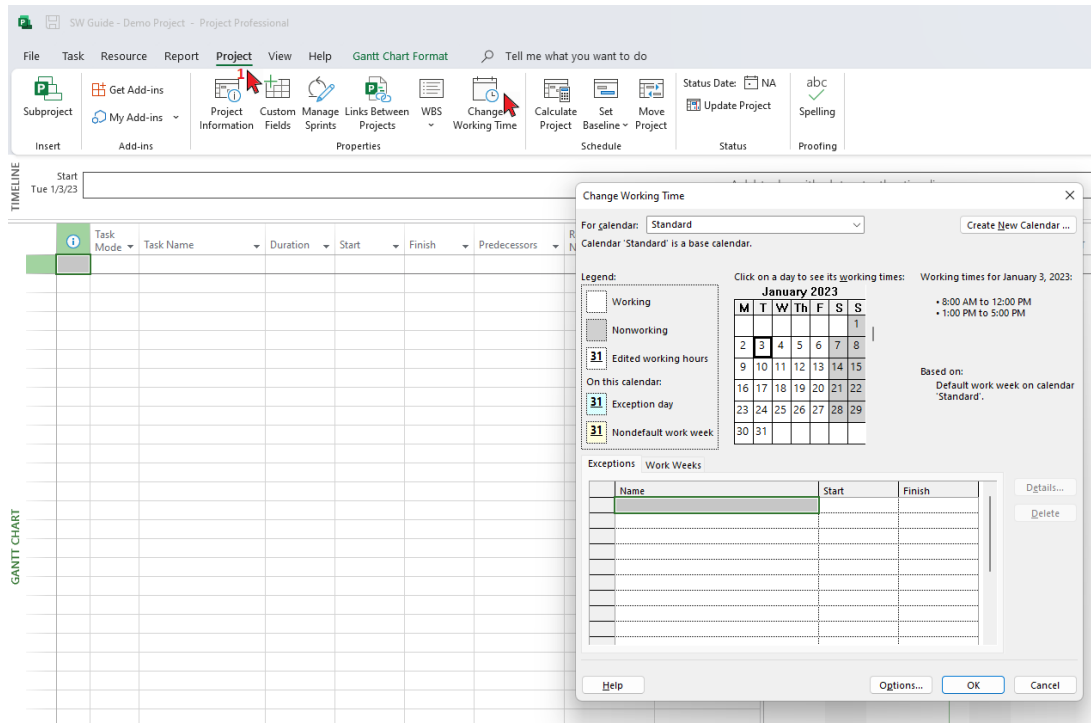 SW Guide - Demo Project - Project Professional
File Task Resource Report Project View Help Gantt Chart Format Tell me what you want to do
1
Subproject
Get Add-ins
My Add-ins
Project Information
Custom Fields
Manage Sprints
Links Between Projects
WBS
Change Working Time
Calculate Project
Set Baseline
Move Project
Status Date: NA
Update Project
abc
Spelling
Insert Add-ins Properties Schedule Status Proofing
TIMELINE
Start
Tue 1/3/23
Task Mode Task Name Duration Start Finish Predecessors
GANTT CHART
Change Working Time
For calendar: Standard
Create New Calendar ...
Calendar 'Standard' is a base calendar.
Legend:
Working
Nonworking
31 Edited working hours
On this calendar:
31 Exception day
31 Nondefault work week
Click on a day to see its working times:
January 2023
M T W Th F S S
1
2 3 4 5 6 7 8
9 10 11 12 13 14 15
16 17 18 19 20 21 22
23 24 25 26 27 28 29
30 31
Working times for January 3, 2023:
• 8:00 AM to 12:00 PM
• 1:00 PM to 5:00 PM
Based on:
Default work week on calendar
'Standard'.
Exceptions Work Weeks
Name Start Finish
Details...
Delete
Help Options... OK Cancel